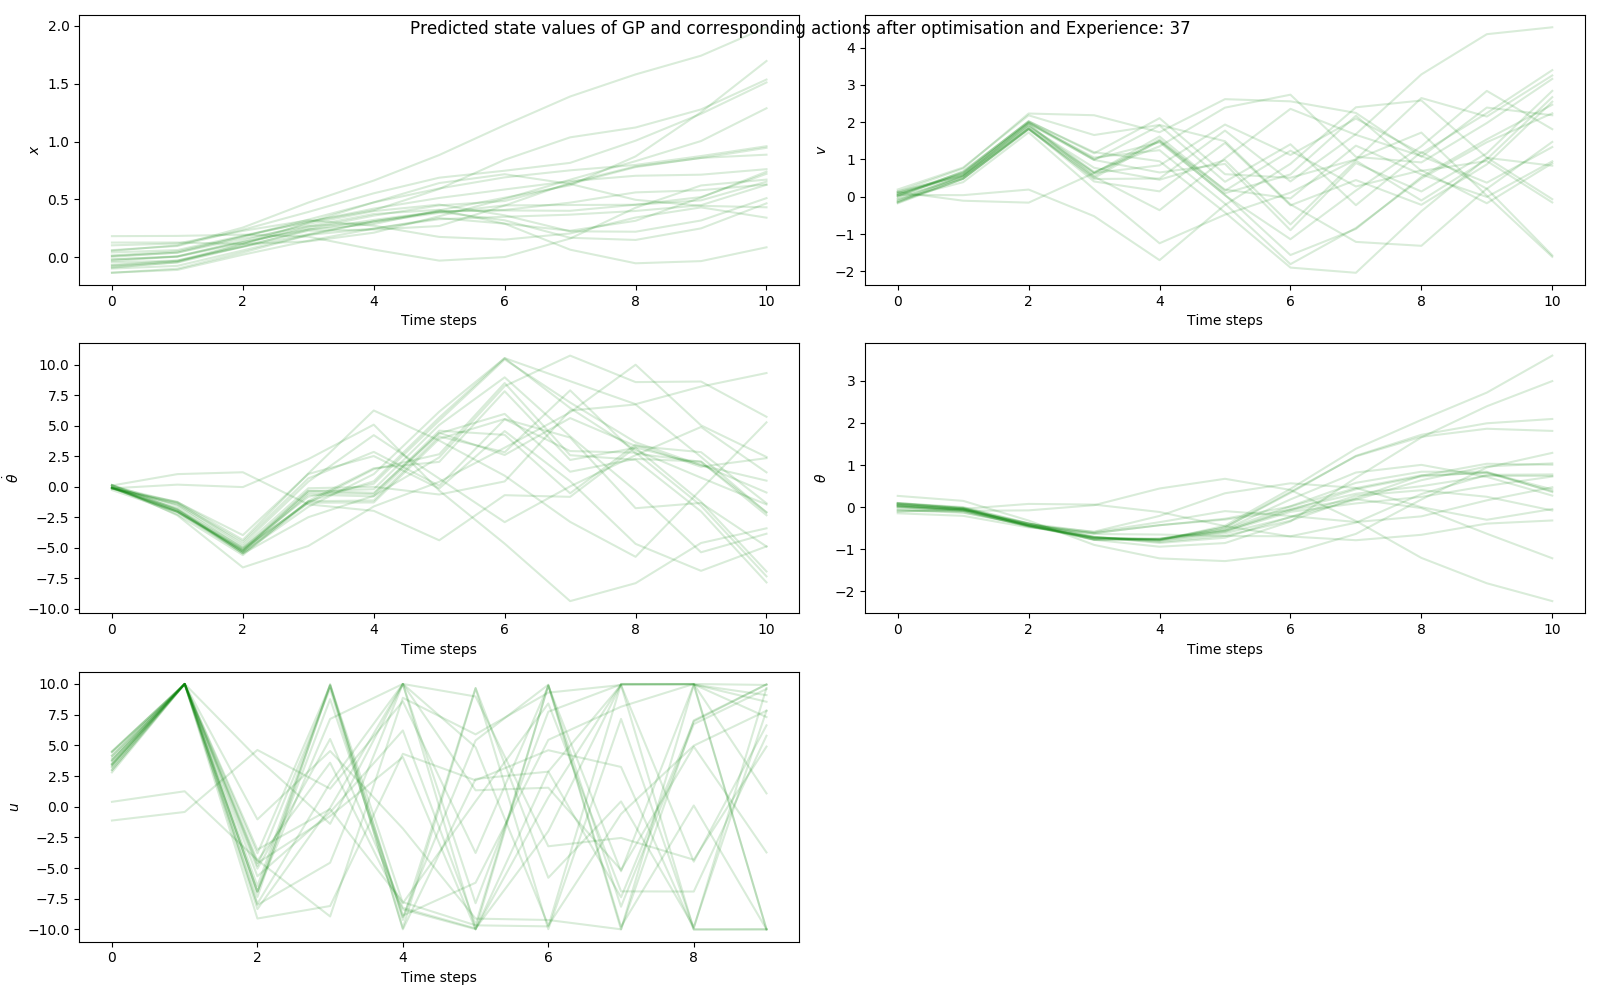 Predicted state values of GP and corresponding actions after optimisation and Experience: 37
2.0
1.5
1.0
0.5
0.0
x
0 2 4 6 8 10
Time steps
4
3
2
1
0
−1
−2
v
0 2 4 6 8 10
Time steps
10.0
7.5
5.0
2.5
0.0
−2.5
−5.0
−7.5
−10.0
θ̇
0 2 4 6 8 10
Time steps
3
2
1
0
−1
−2
θ
0 2 4 6 8 10
Time steps
10.0
7.5
5.0
2.5
0.0
−2.5
−5.0
−7.5
−10.0
u
0 2 4 6 8
Time steps